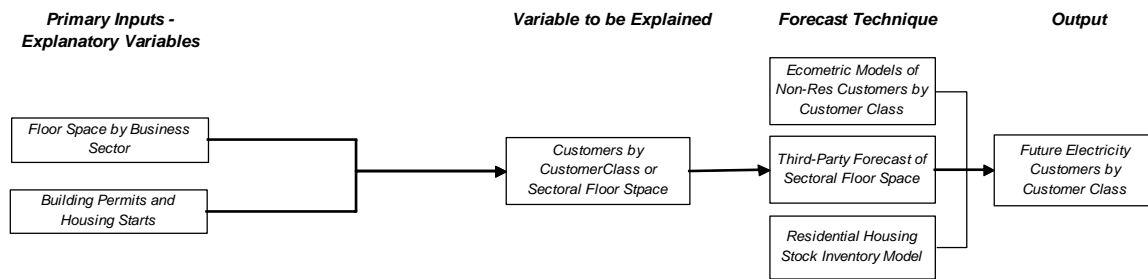 Primary Inputs -
Explanatory Variables
Variable to be Explained
Forecast Technique
Output
Floor Space by Business
Sector
Building Permits and
Housing Starts
Customers by
CustomerClass or
Sectoral Floor Stpace
Ecometric Models of
Non-Res Customers by
Customer Class
Third-Party Forecast of
Sectoral Floor Space
Residential Housing
Stock Inventory Model
Future Electricity
Customers by
Customer Class